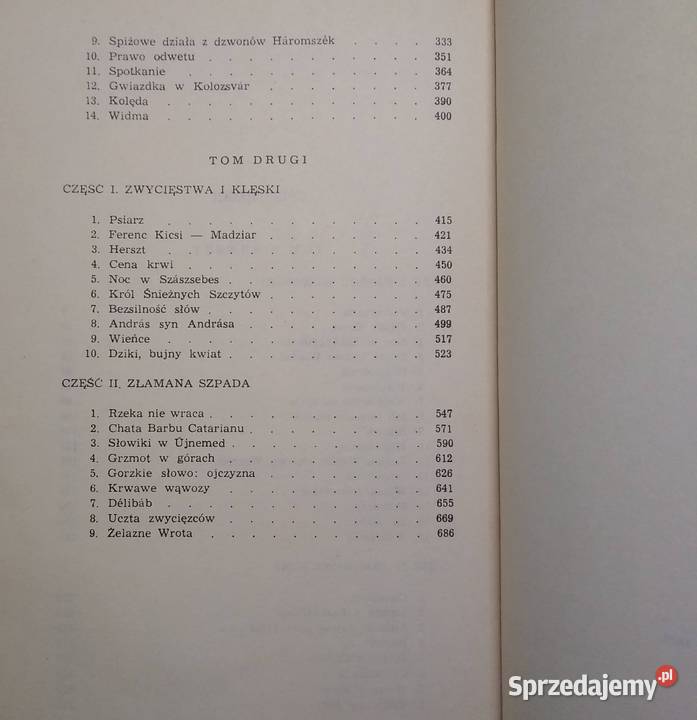 9. Spiżowe działa z dzwonów Háromszék . . . . 333
10. Prawo odwetu . . . . . . . . . . 351
11. Spotkanie . . . . . . . . . . . 364
12. Gwiazdka w Kolozsvár . . . . . . . . 377
13. Kolęda . . . . . . . . . . . . 390
14. Widma . . . . . . . . . . . . 400
TOM DRUGI
CZĘŚĆ I. ZWYCIĘSTWA I KLĘSKI
1. Psiarz . . . . . . . . . . . . 415
2. Ferenc Kicsi — Madziar . . . . . . . . 421
3. Herszt . . . . . . . . . . . . 434
4. Cena krwi . . . . . . . . . . . 450
5. Noc w Szászsebes . . . . . . . . . 460
6. Król Śnieżnych Szczytów . . . . . . . . 475
7. Bezsilność słów . . . . . . . . . . 487
8. András syn Andrása . . . . . . . . . 499
9. Wieńce . . . . . . . . . . . . 517
10. Dziki, bujny kwiat . . . . . . . . . 523
CZĘŚĆ II. ZŁAMANA SZPADA
1. Rzeka nie wraca . . . . . . . . . . 547
2. Chata Barbu Catarianu . . . . . . . . 571
3. Słowiki w Újnemed . . . . . . . . . 590
4. Grzmot w górach . . . . . . . . . . 612
5. Gorzkie słowo: ojczyzna . . . . . . . . 626
6. Krwawe wąwozy . . . . . . . . . 641
7. Délibáb . . . . . . . . . . . . 655
8. Uczta zwycięzców . . . . . . . . . 669
9. Żelazne Wrota . . . . . . . . . . 686
Sprzedajemy.pl